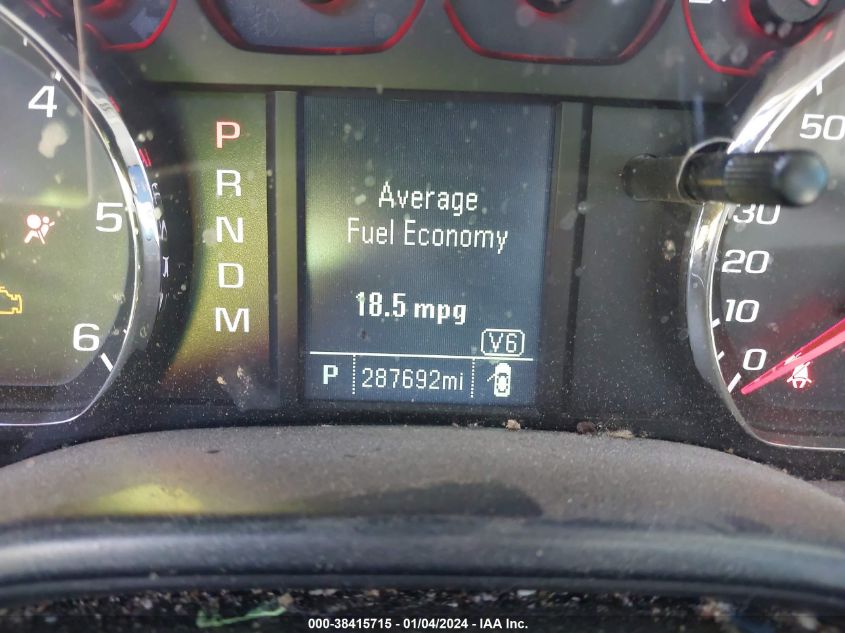 4
5
6
P
R
N
D
M
Average
Fuel Economy
18.5 mpg
V6
P 287692mi
50
30
20
10
0
000-38415715 - 01/04/2024 - IAA Inc.